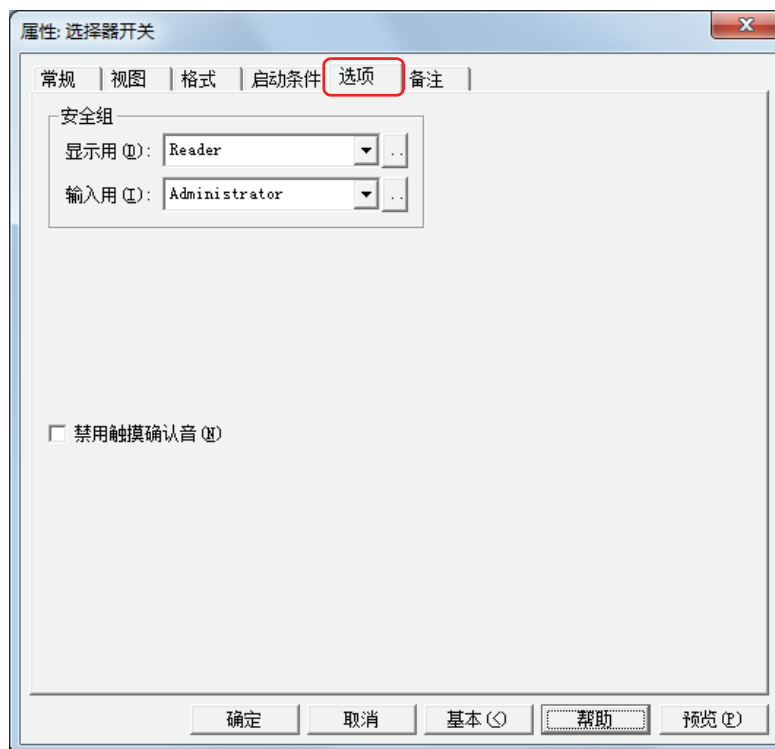 属性: 选择器开关
常规 视图 格式 启动条件 选项 备注
安全组
显示用(D): Reader ..
输入用(I): Administrator ..
禁用触摸确认音(N)
确定 取消 基本(<) 帮助 预览(P)